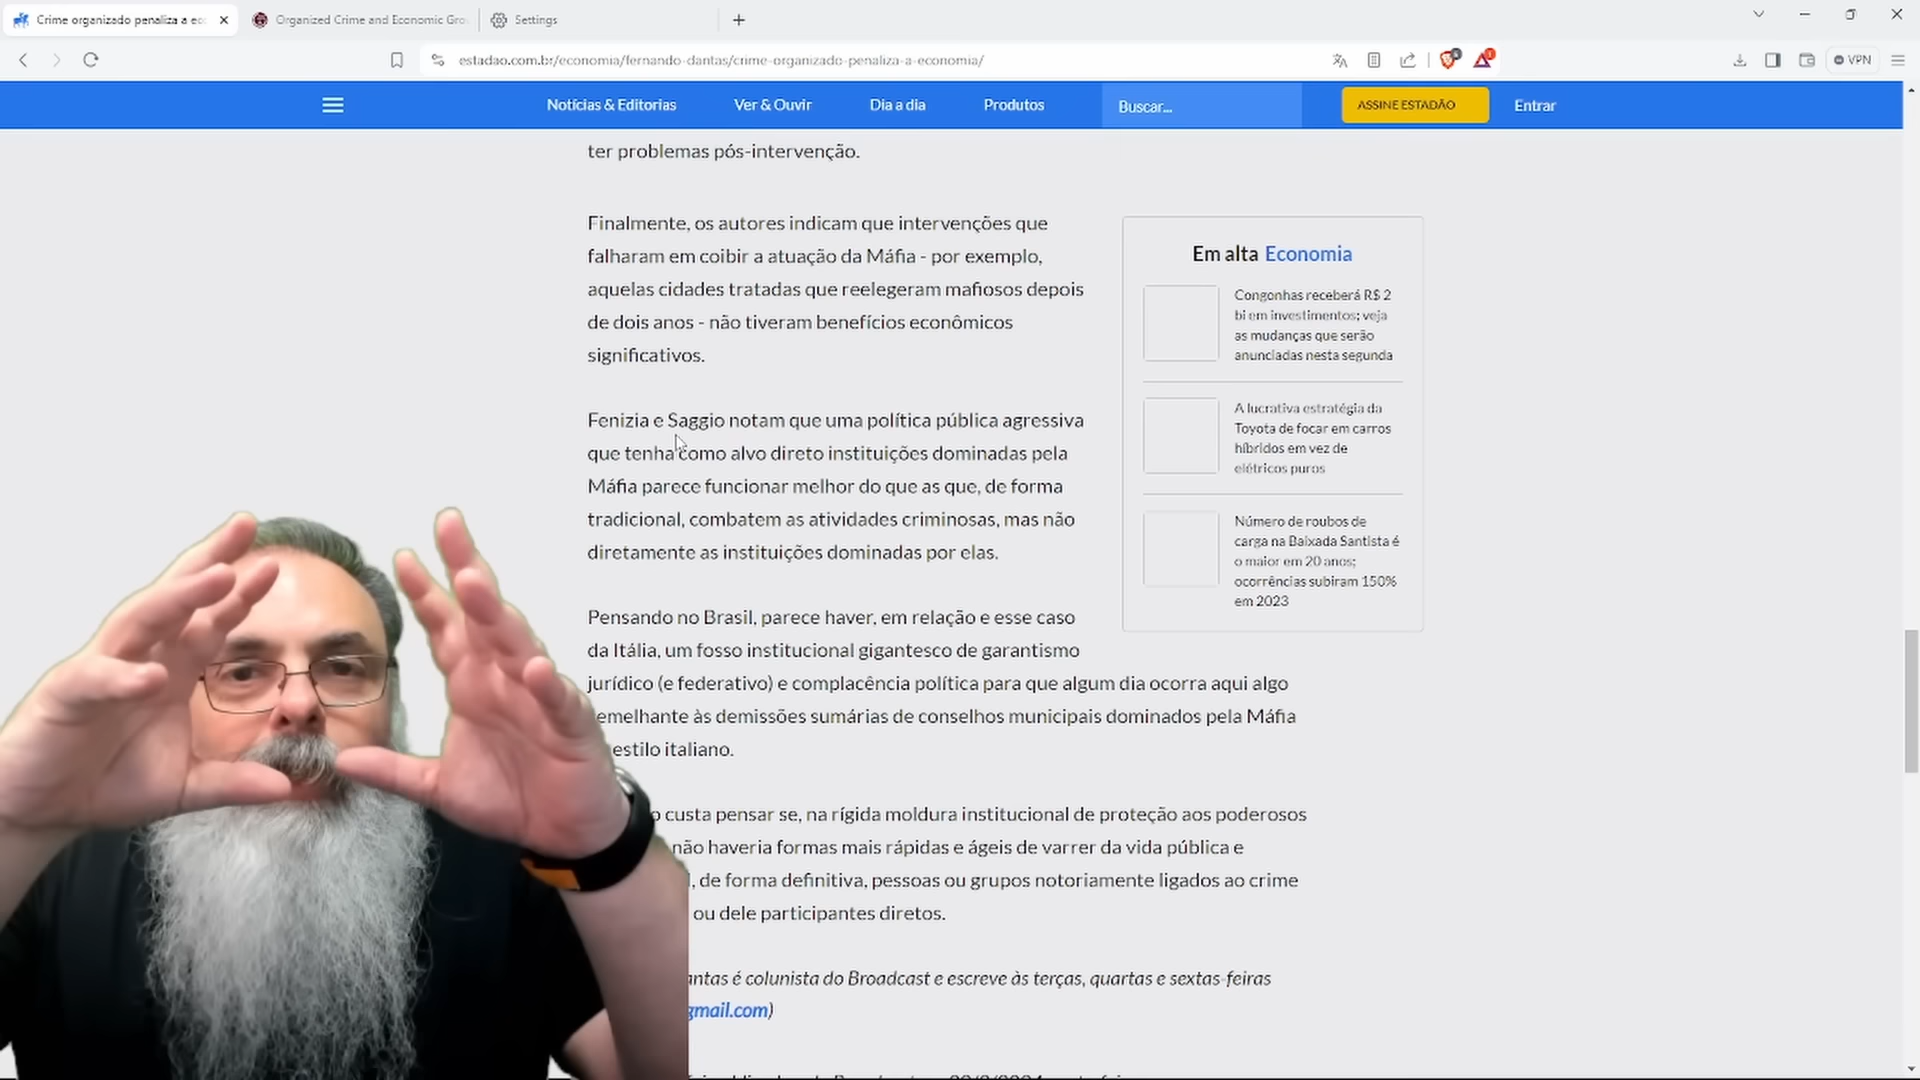 Crime organizado penaliza a ec
Organized Crime and Economic Gro
Settings
estadao.com.br/economia/fernando-dantas/crime-organizado-penaliza-a-economia/
VPN
Notícias & Editorias
Ver & Ouvir
Dia a dia
Produtos
Buscar...
ASSINE ESTADÃO
Entrar
ter problemas pós-intervenção.
Finalmente, os autores indicam que intervenções que
falharam em coibir a atuação da Máfia - por exemplo,
aquelas cidades tratadas que reelegeram mafiosos depois
de dois anos - não tiveram benefícios econômicos
significativos.
Fenizia e Saggio notam que uma política pública agressiva
que tenha como alvo direto instituições dominadas pela
Máfia parece funcionar melhor do que as que, de forma
tradicional, combatem as atividades criminosas, mas não
diretamente as instituições dominadas por elas.
Pensando no Brasil, parece haver, em relação e esse caso
da Itália, um fosso institucional gigantesco de garantismo
jurídico (e federativo) e complacência política para que algum dia ocorra aqui algo
emelhante às demissões sumárias de conselhos municipais dominados pela Máfia
estilo italiano.
o custa pensar se, na rígida moldura institucional de proteção aos poderosos
não haveria formas mais rápidas e ágeis de varrer da vida pública e
l, de forma definitiva, pessoas ou grupos notoriamente ligados ao crime
ou dele participantes diretos.
antas é colunista do Broadcast e escreve às terças, quartas e sextas-feiras
gmail.com)
Em alta Economia
Congonhas receberá R$ 2
bi em investimentos; veja
as mudanças que serão
anunciadas nesta segunda
A lucrativa estratégia da
Toyota de focar em carros
híbridos em vez de
elétricos puros
Número de roubos de
carga na Baixada Santista é
o maior em 20 anos;
ocorrências subiram 150%
em 2023